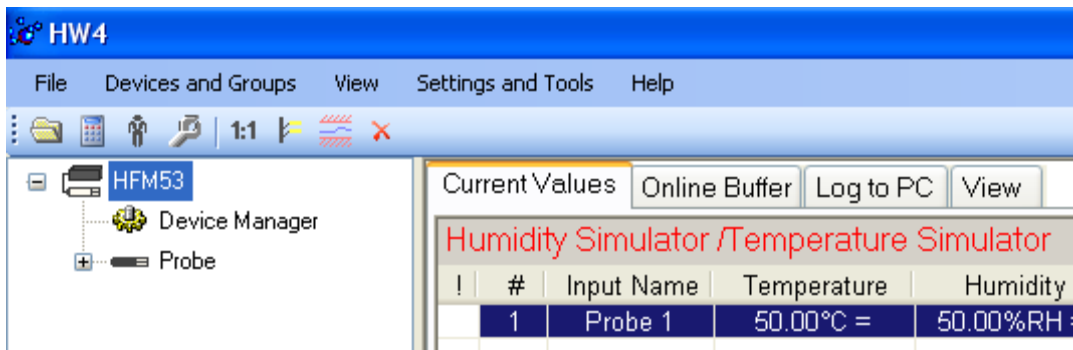 HW4
File Devices and Groups View Settings and Tools Help
1:1
HFM53
Device Manager
Probe
Current Values Online Buffer Log to PC View
Humidity Simulator /Temperature Simulator
! # Input Name Temperature Humidity
1 Probe 1 50.00°C = 50.00%RH =